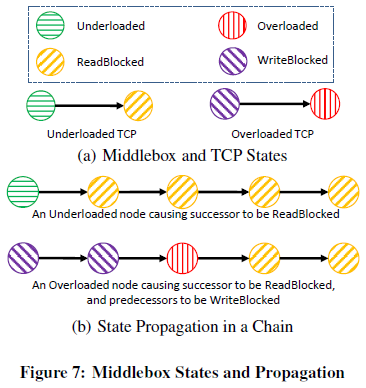 Underloaded
Overloaded
ReadBlocked
WriteBlocked
Underloaded TCP
Overloaded TCP
(a) Middlebox and TCP States
An Underloaded node causing successor to be ReadBlocked
An Overloaded node causing successor to be ReadBlocked,
and predecessors to be WriteBlocked
(b) State Propagation in a Chain
Figure 7: Middlebox States and Propagation